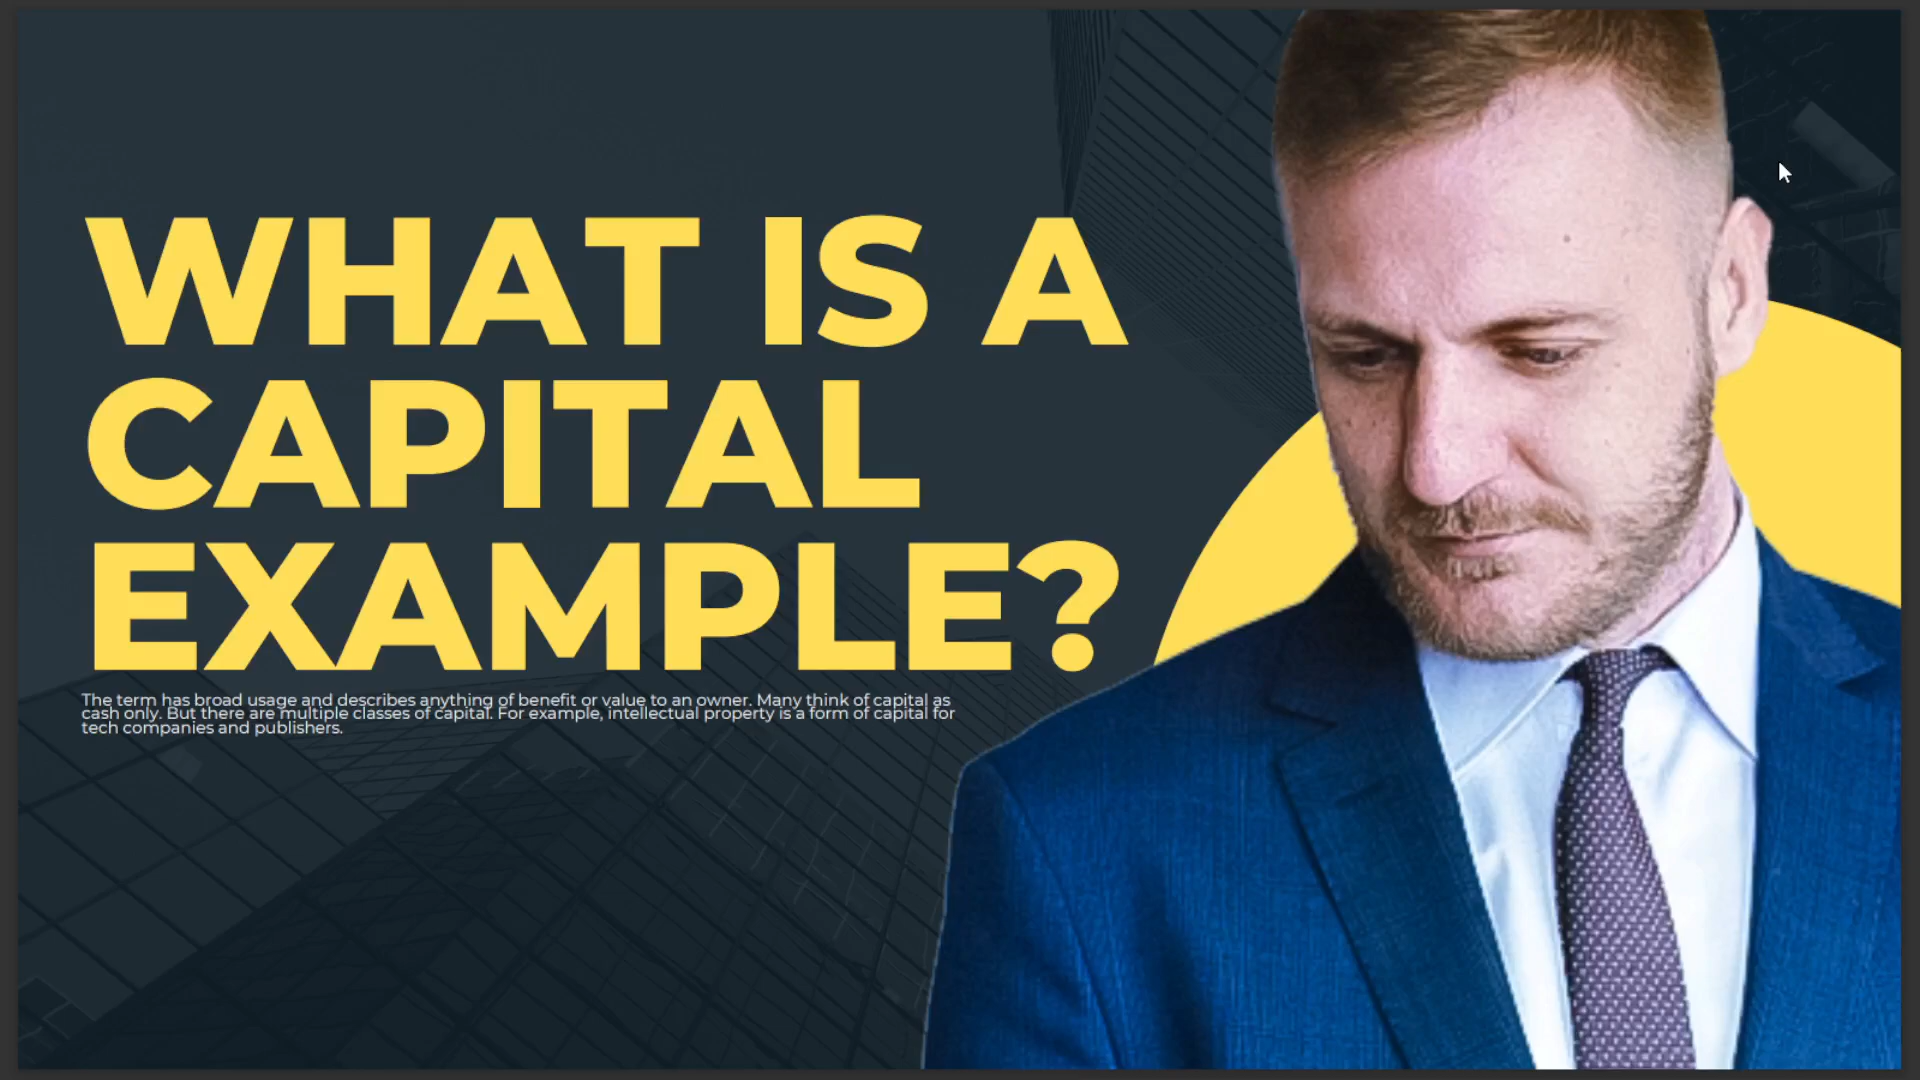 WHAT IS A
CAPITAL
EXAMPLE?
The term has broad usage and describes anything of benefit or value to an owner. Many think of capital as
cash only. But there are multiple classes of capital. For example, intellectual property is a form of capital for
tech companies and publishers.